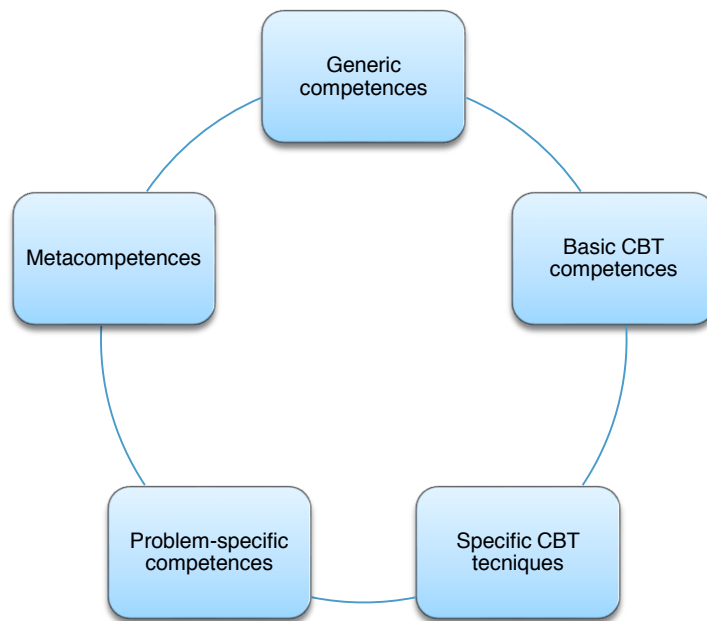 Generic
competences
Metacompetences
Basic CBT
competences
Problem-specific
competences
Specific CBT
tecniques